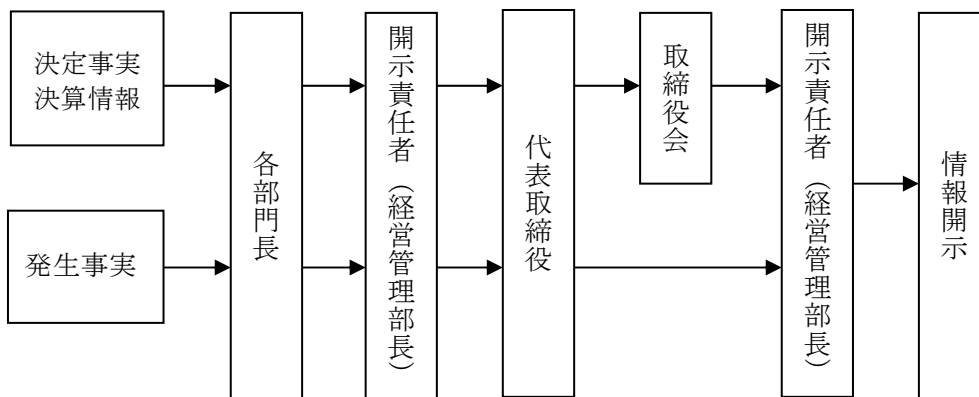 決定事実
決算情報
発生事実
各部門長
開示責任者（経営管理部長）
代表取締役
取締役会
開示責任者（経営管理部長）
情報開示